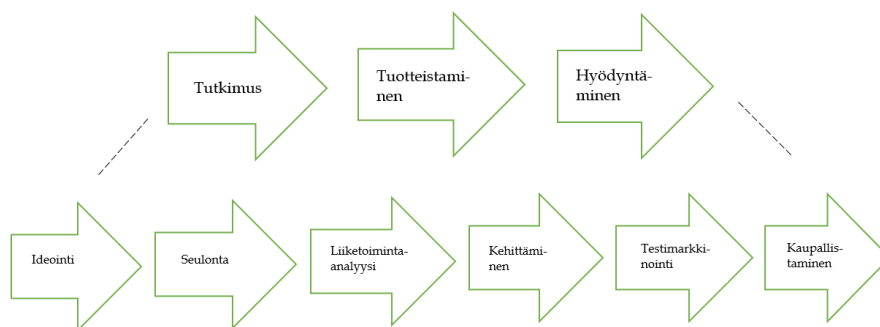 Tutkimus
Tuotteistami-
nen
Hyödyntä-
minen
Ideointi
Seulonta
Liiketoiminta-
analyysi
Kehittämi-
nen
Testimarkki-
nointi
Kaupallis-
taminen